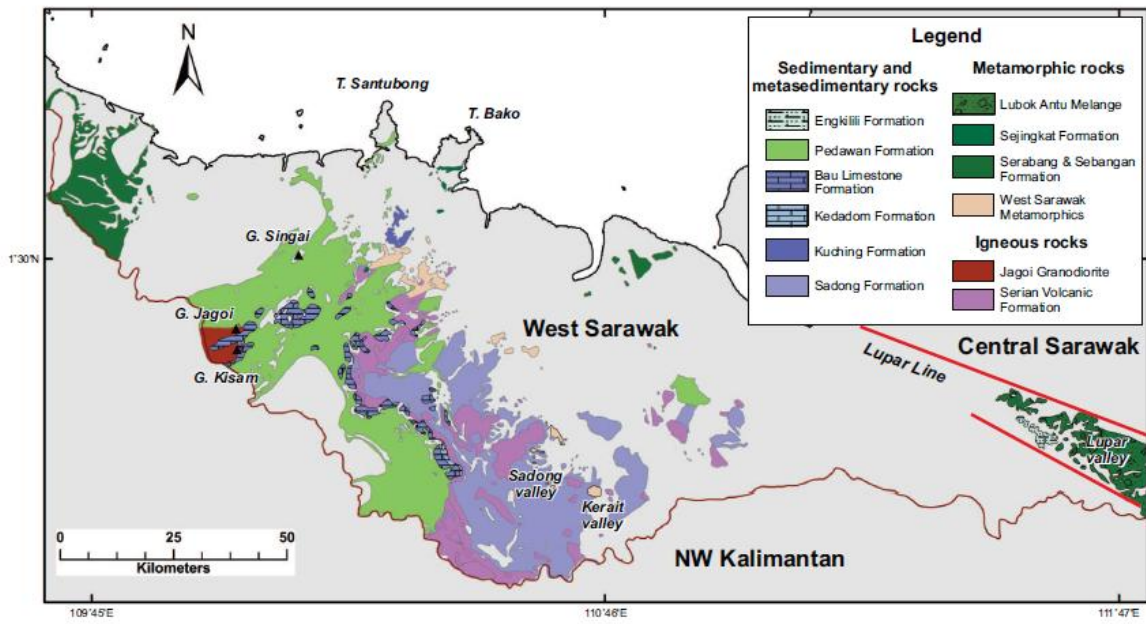 N
T. Santubong
T. Bako
G. Singai
1°30'N
G. Jagoi
G. Kisam
West Sarawak
Central Sarawak
Lupar Line
Lupar
valley
Sadong
valley
Kerait
valley
NW Kalimantan
0 25 50
Kilometers
109°45'E 110°46'E 111°47'E
Legend
Sedimentary and
metasedimentary rocks
Engkilili Formation
Pedawan Formation
Bau Limestone
Formation
Kedadom Formation
Kuching Formation
Sadong Formation
Metamorphic rocks
Lubok Antu Melange
Sejingkat Formation
Serabang & Sebangan
Formation
West Sarawak
Metamorphics
Igneous rocks
Jagoi Granodiorite
Serian Volcanic
Formation